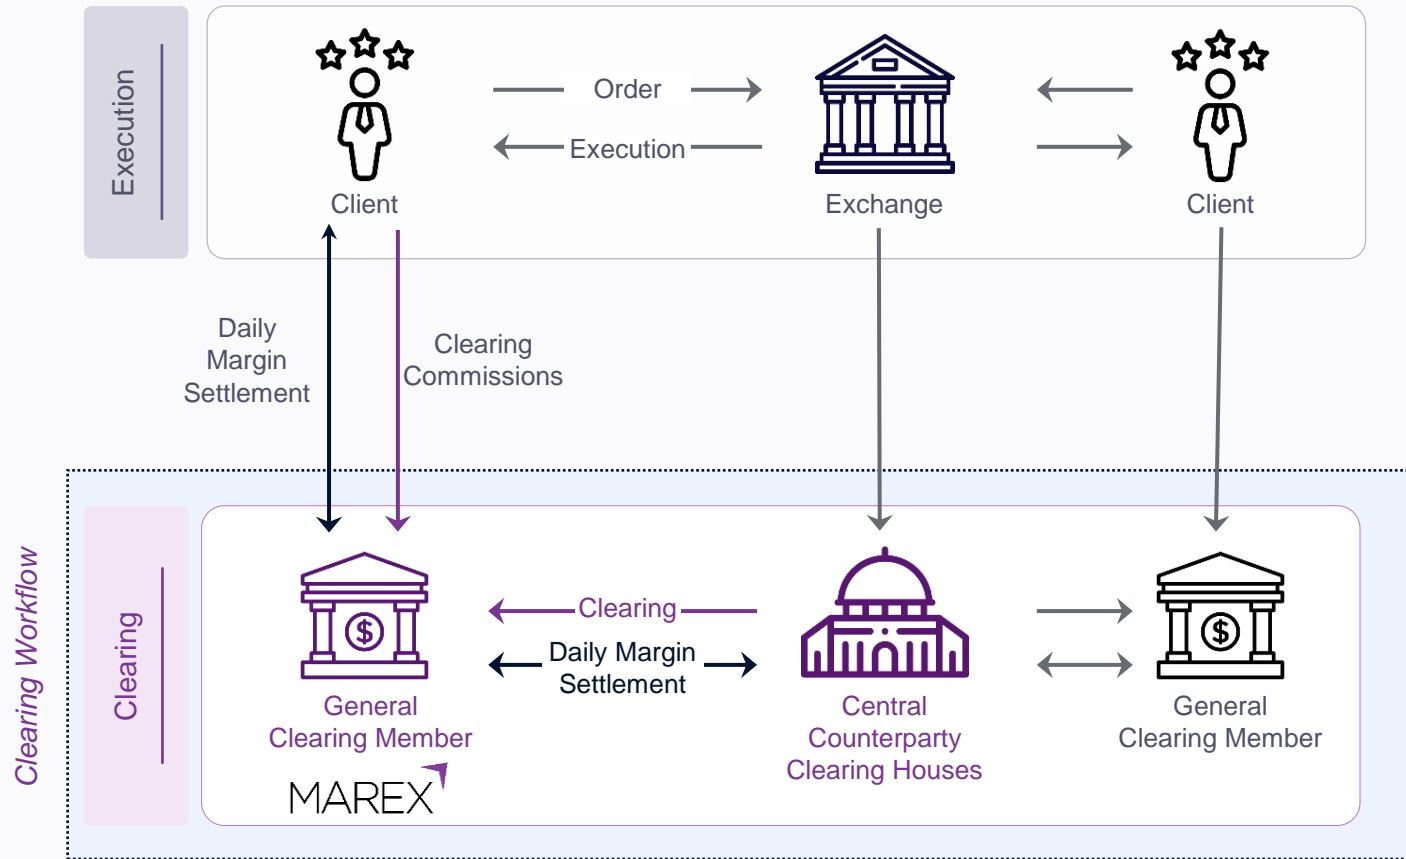 Execution
Order
Execution
Client
Exchange
Client
Daily
Margin
Settlement
Clearing
Commissions
Clearing Workflow
Clearing
Clearing
Daily Margin
Settlement
$
$
General
Clearing Member
Central
Counterparty
Clearing Houses
General
Clearing Member
MAREX